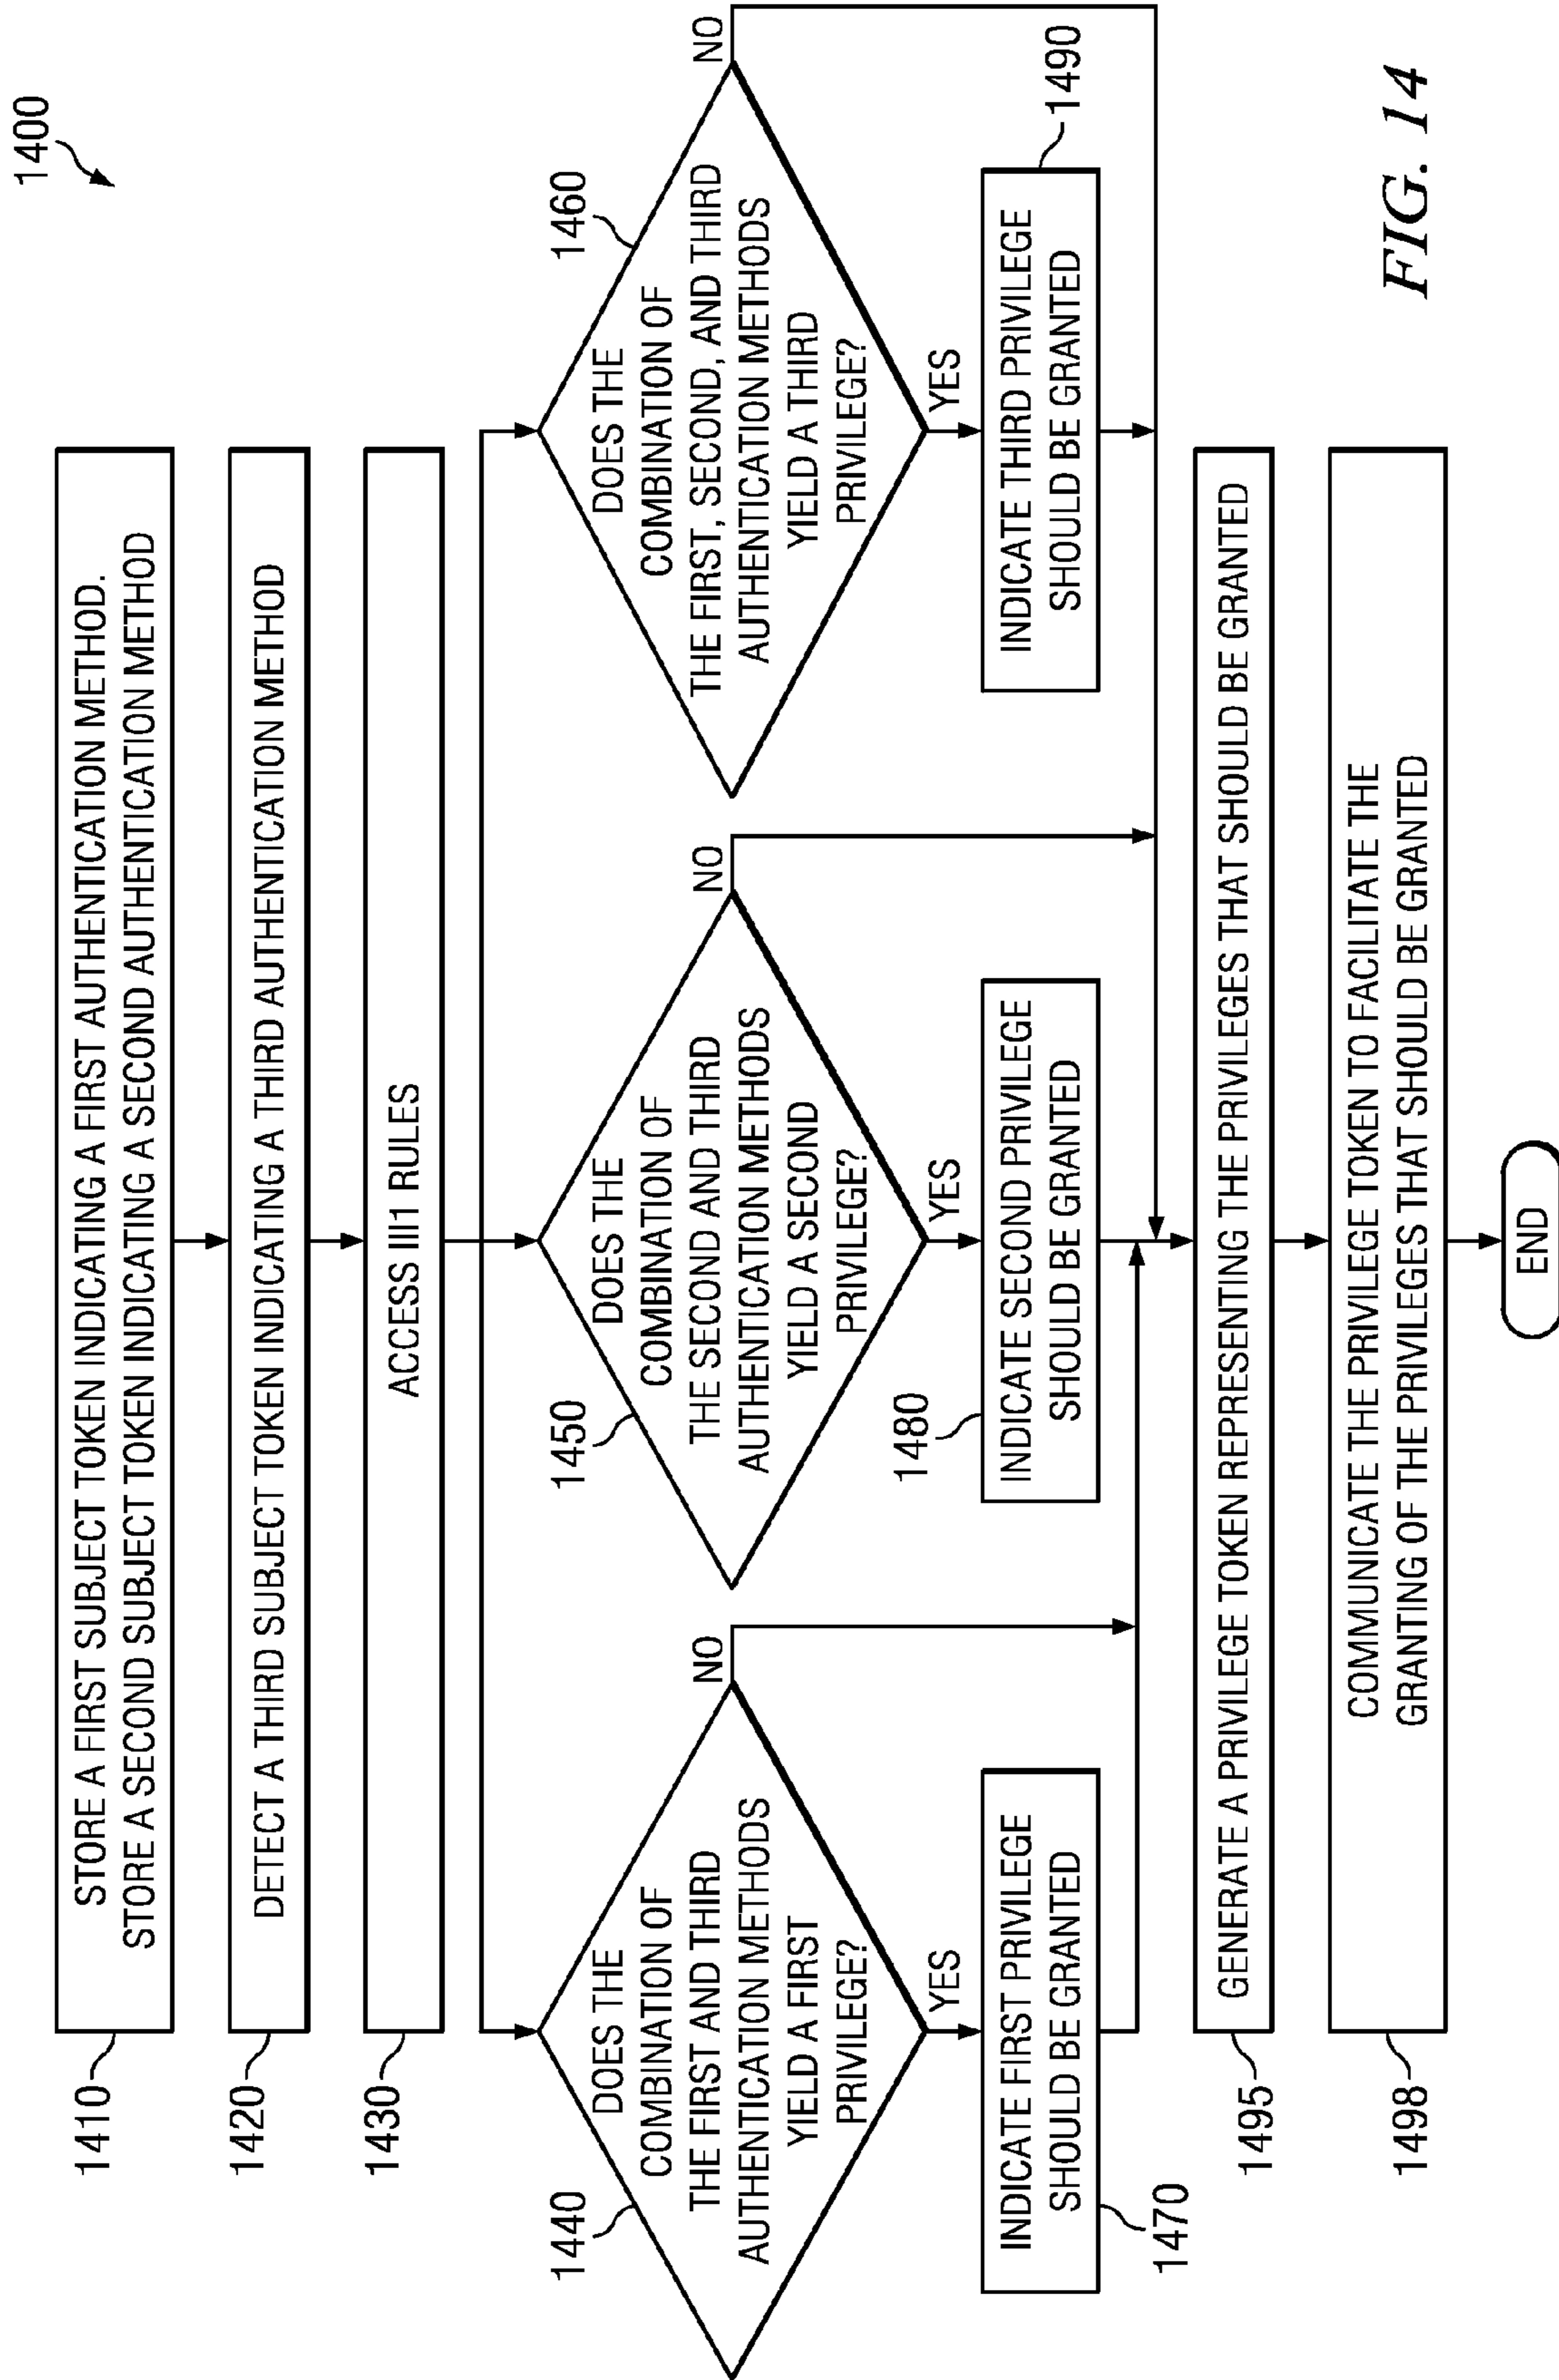 1400
1410
STORE A FIRST SUBJECT TOKEN INDICATING A FIRST AUTHENTICATION METHOD.
STORE A SECOND SUBJECT TOKEN INDICATING A SECOND AUTHENTICATION METHOD
1420
DETECT A THIRD SUBJECT TOKEN INDICATING A THIRD AUTHENTICATION METHOD
1430
ACCESS III1 RULES
1440
DOES THE
COMBINATION OF
THE FIRST AND THIRD
AUTHENTICATION METHODS
YIELD A FIRST
PRIVILEGE?
NO
YES
1450
DOES THE
COMBINATION OF
THE SECOND AND THIRD
AUTHENTICATION METHODS
YIELD A SECOND
PRIVILEGE?
NO
YES
1460
DOES THE
COMBINATION OF
THE FIRST, SECOND, AND THIRD
AUTHENTICATION METHODS
YIELD A THIRD
PRIVILEGE?
NO
YES
INDICATE FIRST PRIVILEGE
SHOULD BE GRANTED
1470
1480
INDICATE SECOND PRIVILEGE
SHOULD BE GRANTED
INDICATE THIRD PRIVILEGE
SHOULD BE GRANTED
1490
1495
GENERATE A PRIVILEGE TOKEN REPRESENTING THE PRIVILEGES THAT SHOULD BE GRANTED
1498
COMMUNICATE THE PRIVILEGE TOKEN TO FACILITATE THE
GRANTING OF THE PRIVILEGES THAT SHOULD BE GRANTED
END
FIG. 14